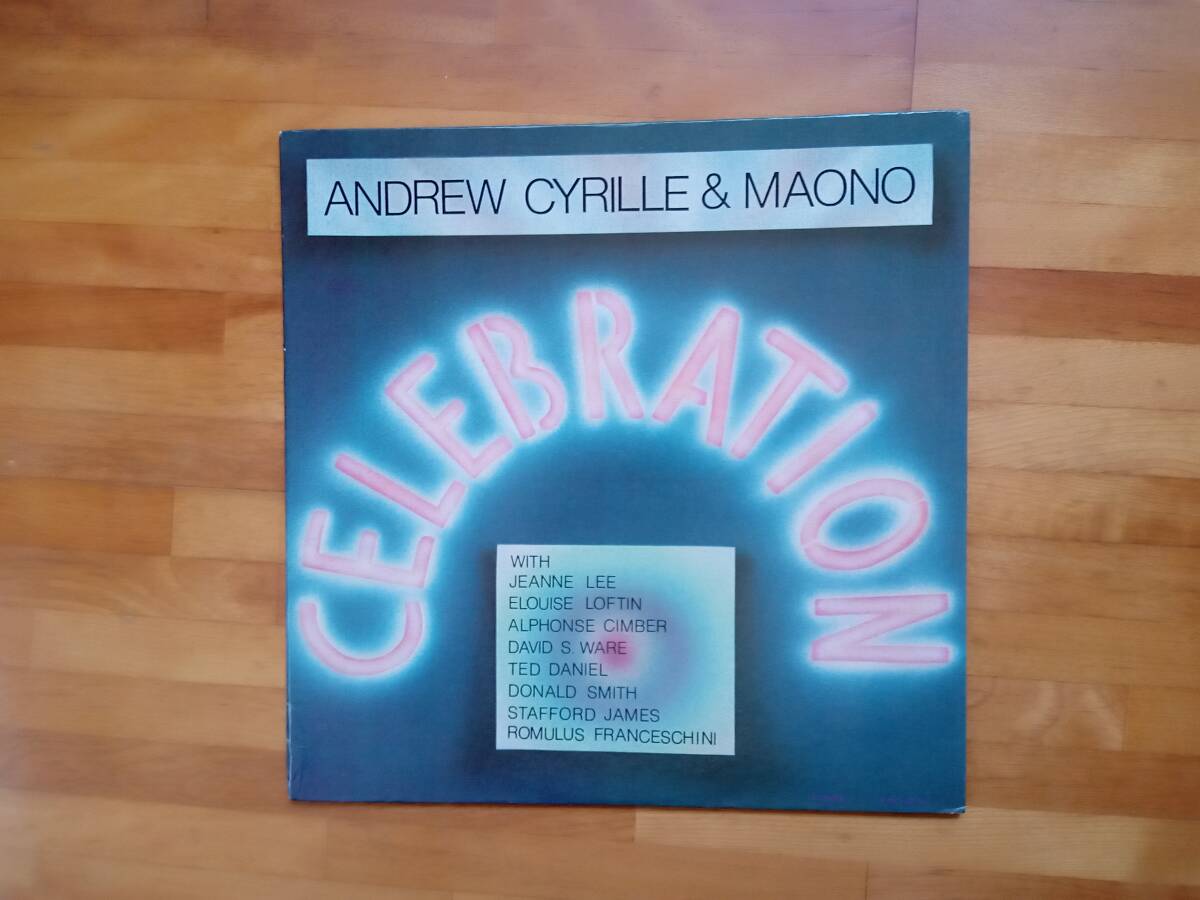 ANDREW CYRILLE & MAONO
CELEBRATION
WITH
JEANNE LEE
ELOUISE LOFTIN
ALPHONSE CIMBER
DAVID S. WARE
TED DANIEL
DONALD SMITH
STAFFORD JAMES
ROMULUS FRANCESCHINI